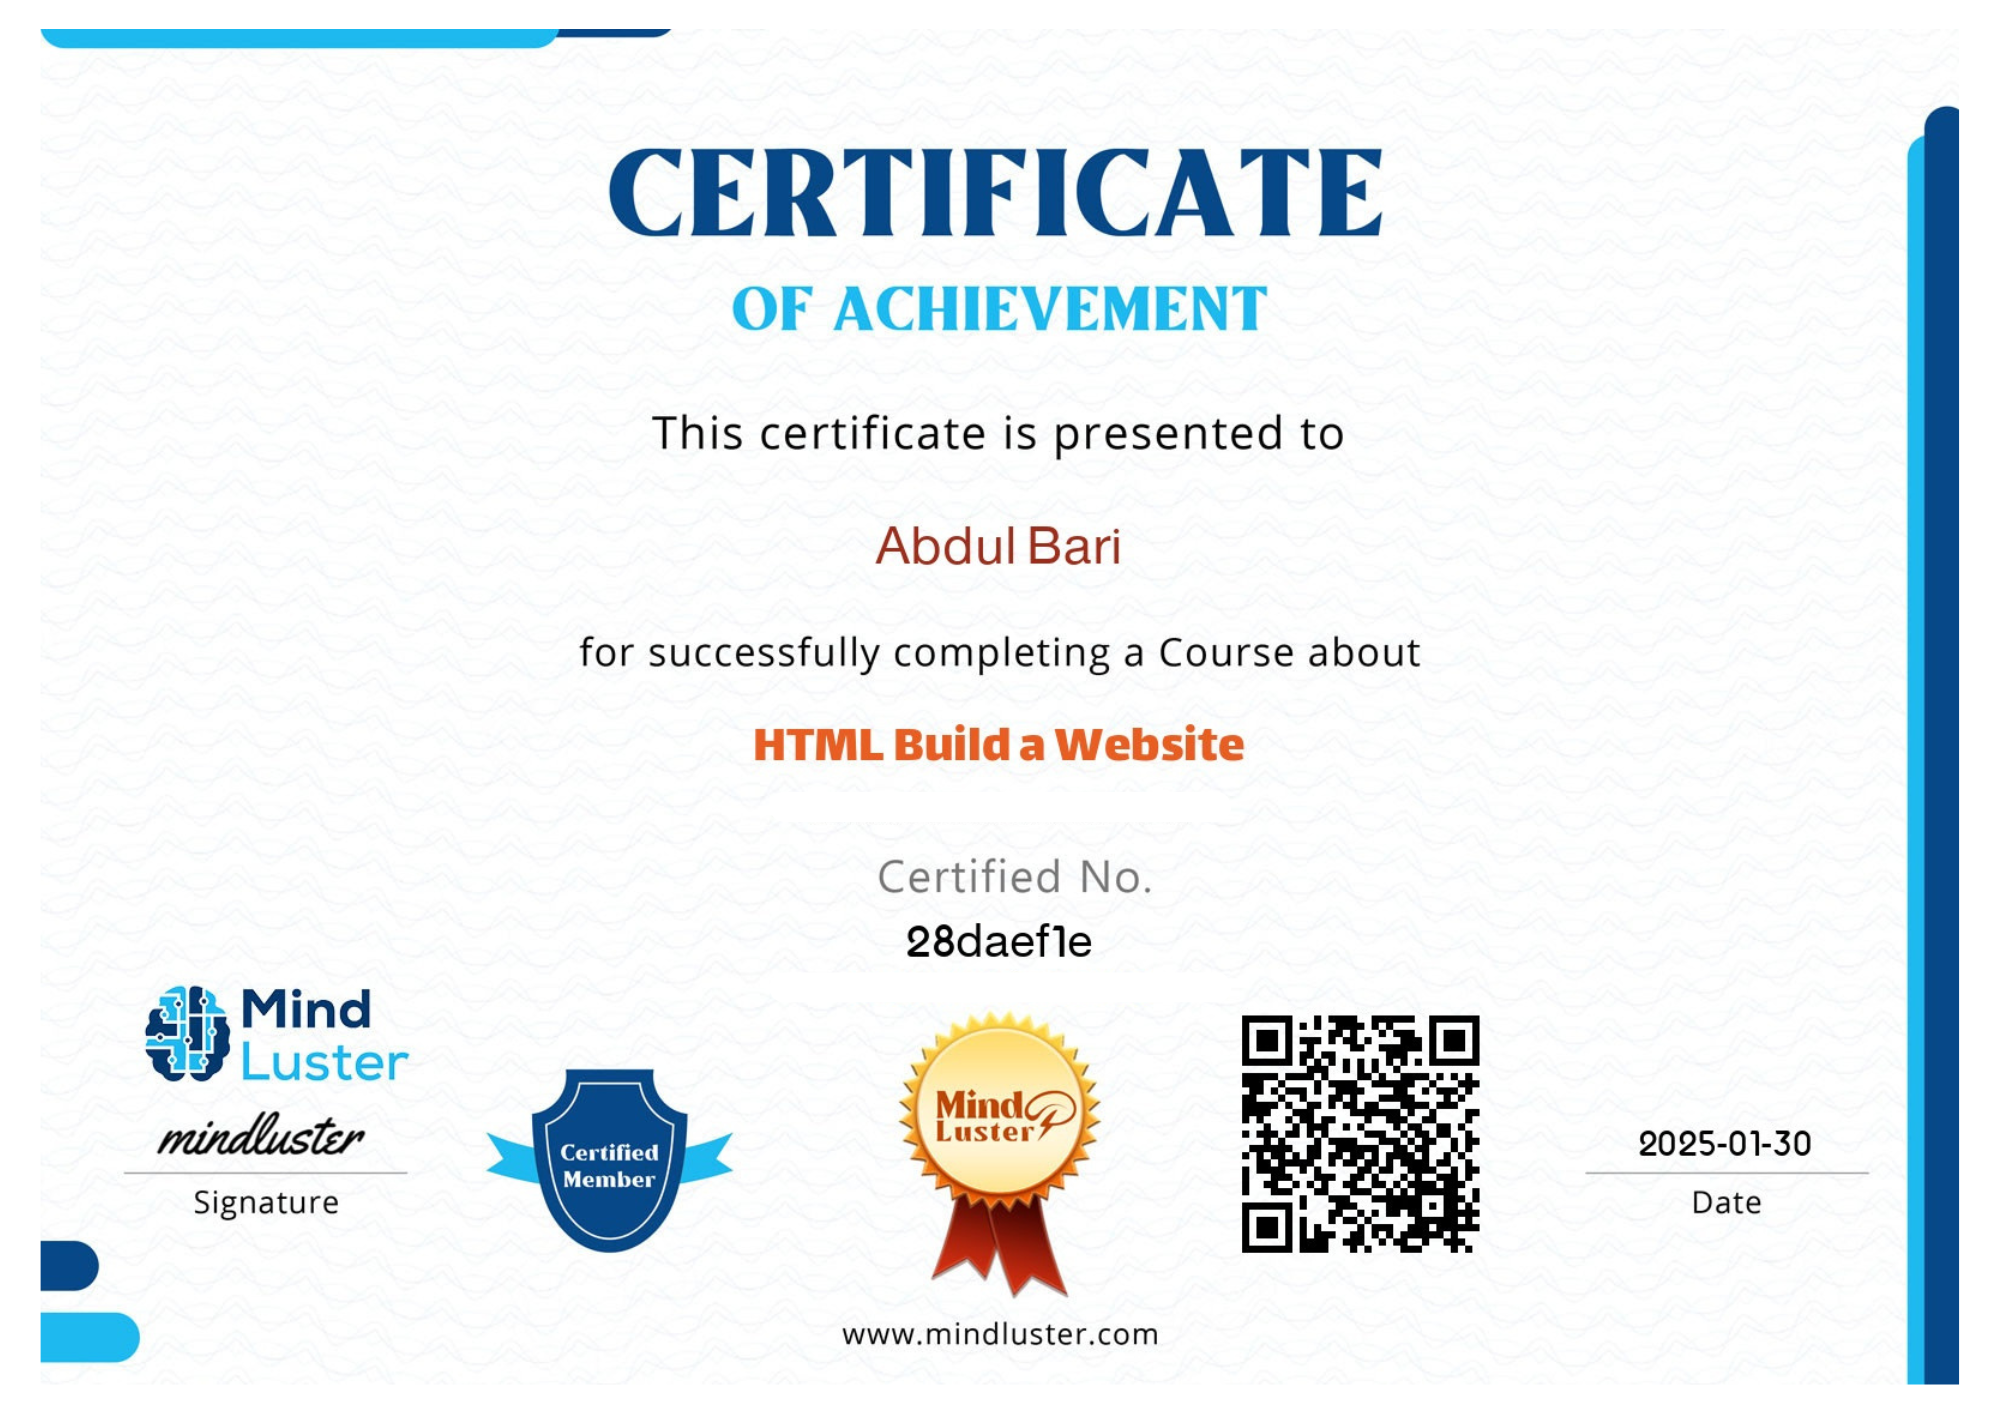 CERTIFICATE
OF ACHIEVEMENT
This certificate is presented to
Abdul Bari
for successfully completing a Course about
HTML Build a Website
Certified No.
28daef1e
Mind
Luster
mindluster
Signature
Certified
Member
Mind
Luster
2025-01-30
Date
www.mindluster.com